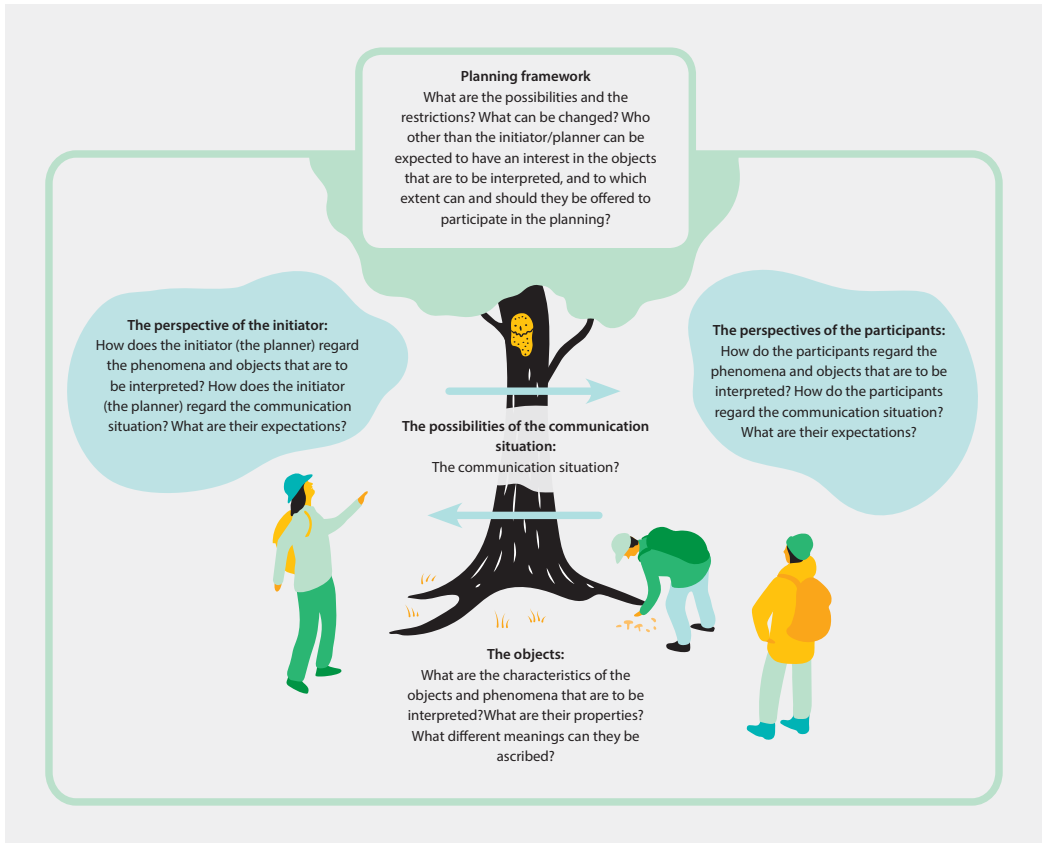 Planning framework
What are the possibilities and the
restrictions? What can be changed? Who
other than the initiator/planner can be
expected to have an interest in the objects
that are to be interpreted, and to which
extent can and should they be offered to
participate in the planning?
The perspective of the initiator:
How does the initiator (the planner) regard
the phenomena and objects that are to
be interpreted? How does the initiator
(the planner) regard the communication
situation? What are their expectations?
The possibilities of the communication
situation:
The communication situation?
The perspectives of the participants:
How do the participants regard the
phenomena and objects that are to be
interpreted? How do the participants
regard the communication situation?
What are their expectations?
The objects:
What are the characteristics of the
objects and phenomena that are to be
interpreted?What are their properties?
What different meanings can they be
ascribed?